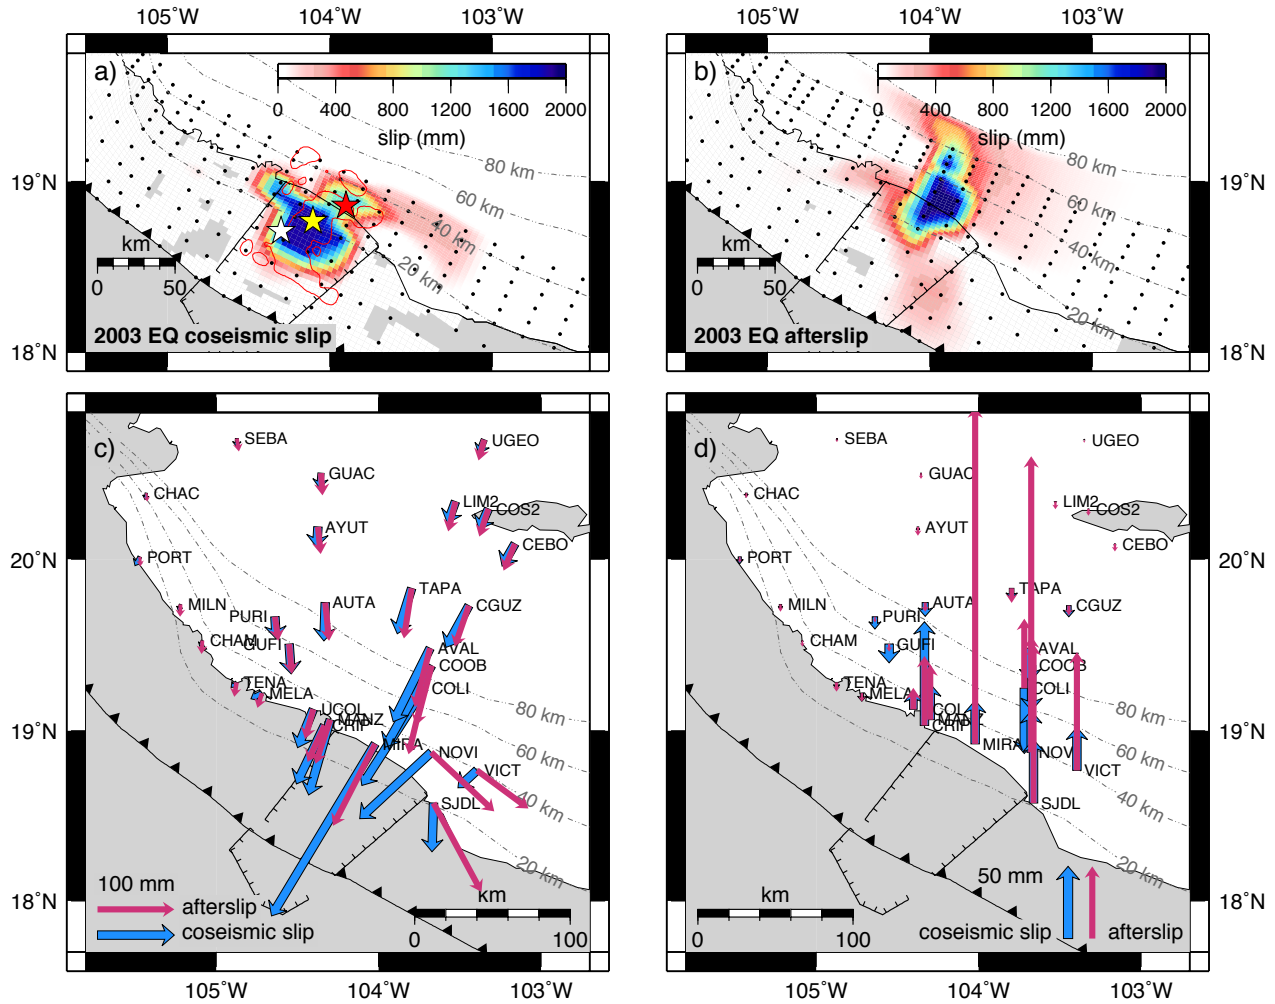 105˚W 104˚W 103˚W
105˚W 104˚W 103˚W
a)
0 400 800 1200 1600 2000
slip (mm)
80 km
60 km
40 km
20 km
19˚N
18˚N
km
0 50
2003 EQ coseismic slip
b)
0 400 800 1200 1600 2000
slip (mm)
80 km
60 km
40 km
20 km
19˚N
18˚N
km
0 50
2003 EQ afterslip
c)
SEBA
UGEO
GUAC
CHAC
LIM2
COS2
AYUT
CEBO
PORT
TAPA
MILN
AUTA
CGUZ
PURI
CHAM
GUFI
AVAL
COOB
TENA
MELA
COLI
UCOL
MANZ
CRIP
MIRA
NOVI
VICT
SJDL
80 km
60 km
40 km
20 km
20˚N
19˚N
18˚N
100 mm
afterslip
coseismic slip
km
0 100
105˚W 104˚W 103˚W
d)
SEBA
UGEO
GUAC
CHAC
LIM2
COS2
AYUT
CEBO
PORT
TAPA
MILN
AUTA
CGUZ
PURI
CHAM
GUFI
AVAL
COOB
TENA
MELA
COLI
MANZ
CRIP
MIRA
NOVI
VICT
SJDL
80 km
60 km
40 km
20 km
20˚N
19˚N
18˚N
50 mm
coseismic slip
afterslip
km
0 100
105˚W 104˚W 103˚W